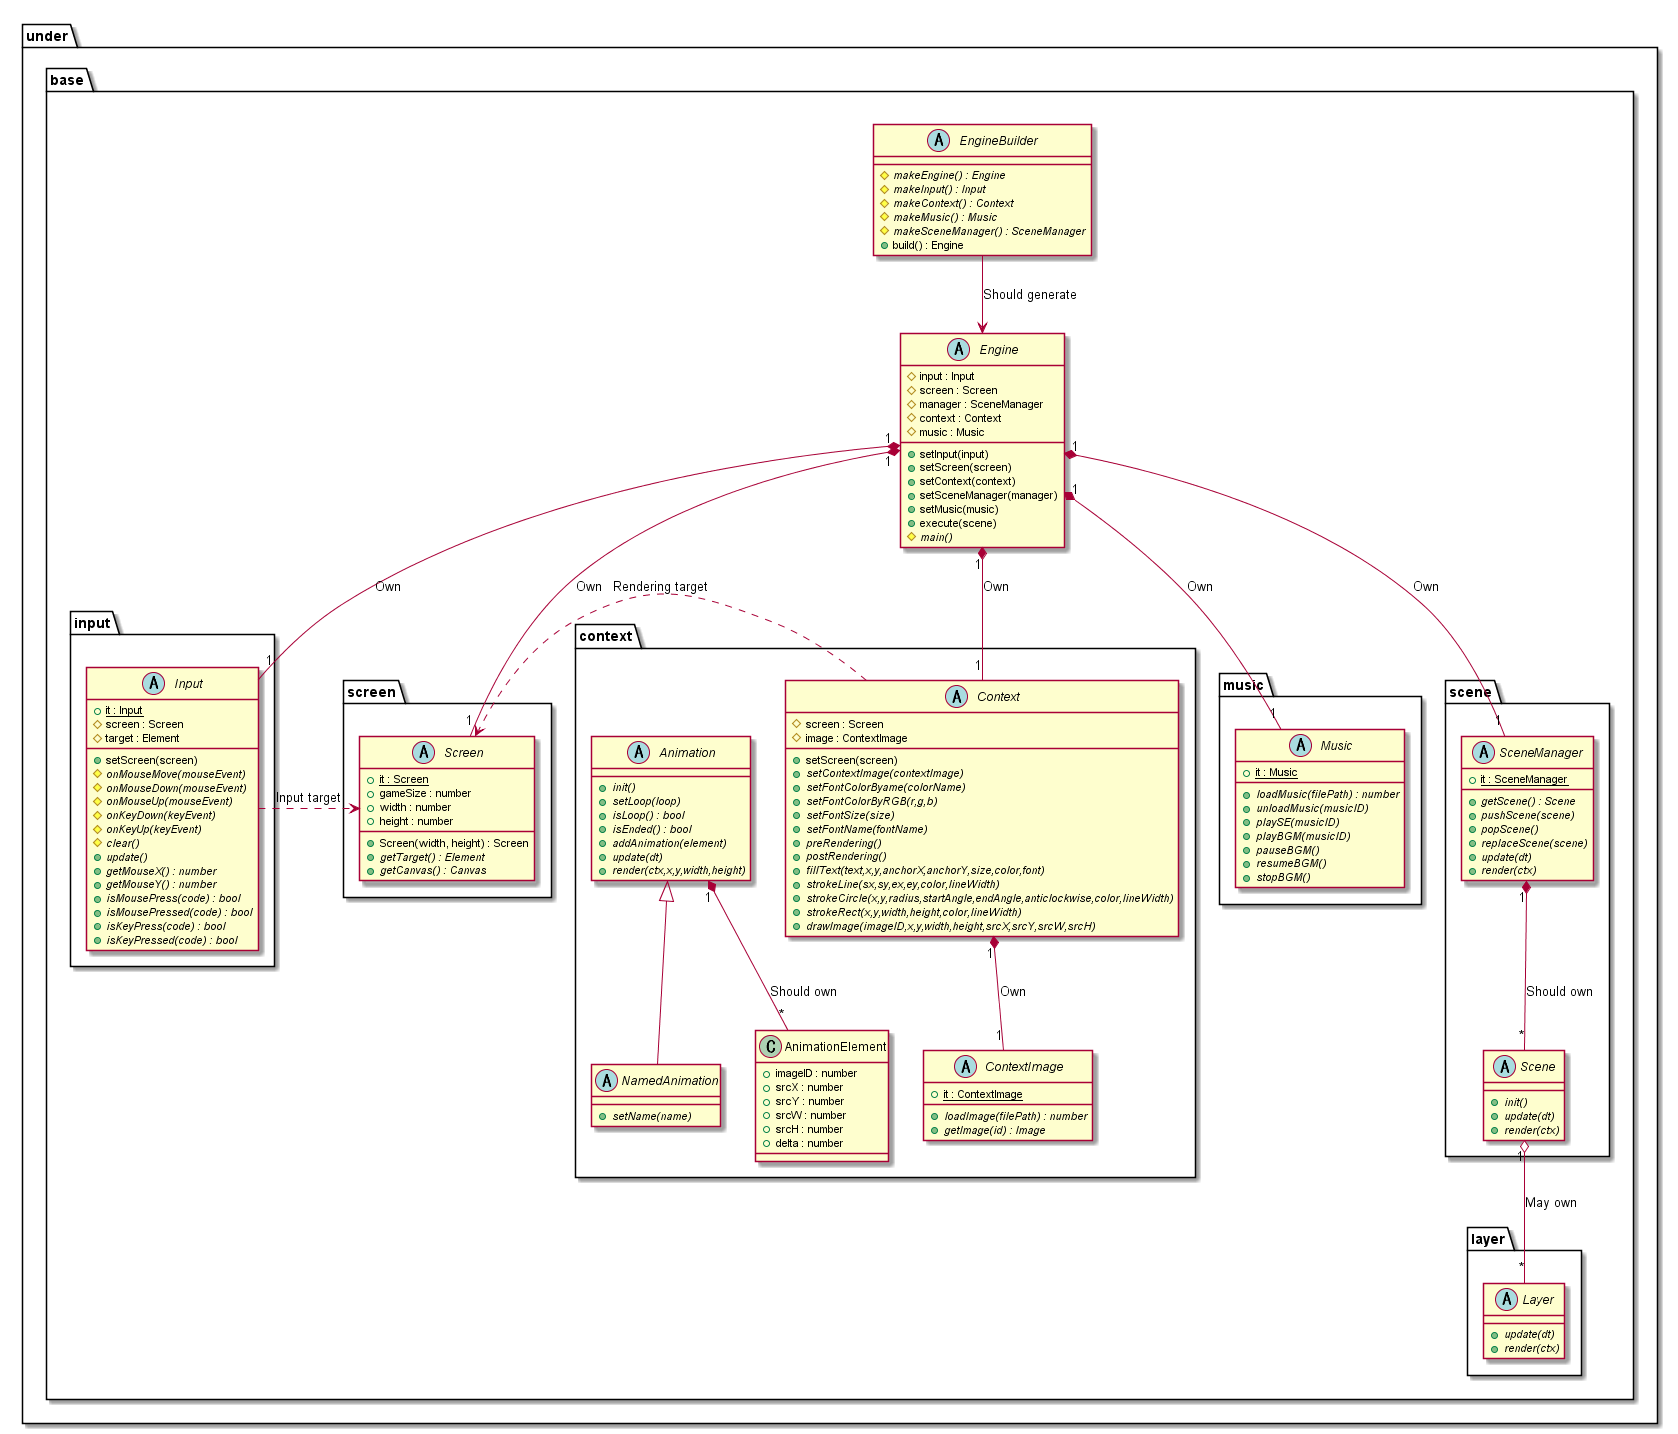 under
base
A EngineBuilder
makeEngine() : Engine
makeInput() : Input
makeContext() : Context
makeMusic() : Music
makeSceneManager() : SceneManager
build() : Engine
Should generate
A Engine
input : Input
screen : Screen
manager : SceneManager
context : Context
music : Music
setInput(input)
setScreen(screen)
setContext(context)
setSceneManager(manager)
setMusic(music)
execute(scene)
main()
1
1
1
1
1
Own
Own
Rendering target
Own
Own
Own
input
1
A Input
it : Input
screen : Screen
target : Element
setScreen(screen)
onMouseMove(mouseEvent)
onMouseDown(mouseEvent)
onMouseUp(mouseEvent)
onKeyDown(keyEvent)
onKeyUp(keyEvent)
clear()
update()
getMouseX() : number
getMouseY() : number
isMousePress(code) : bool
isMousePressed(code) : bool
isKeyPress(code) : bool
isKeyPressed(code) : bool
Input target
screen
1
A Screen
it : Screen
gameSize : number
width : number
height : number
Screen(width, height) : Screen
getTarget() : Element
getCanvas() : Canvas
context
A Animation
init()
setLoop(loop)
isLoop() : bool
isEnded() : bool
addAnimation(element)
update(dt)
render(ctx,x,y,width,height)
1
Should own
*
1
A Context
screen : Screen
image : ContextImage
setScreen(screen)
setContextImage(contextImage)
setFontColorByame(colorName)
setFontColorByRGB(r,g,b)
setFontSize(size)
setFontName(fontName)
preRendering()
postRendering()
fillText(text,x,y,anchorX,anchorY,size,color,font)
strokeLine(sx,sy,ex,ey,color,lineWidth)
strokeCircle(x,y,radius,startAngle,endAngle,anticlockwise,color,lineWidth)
strokeRect(x,y,width,height,color,lineWidth)
drawImage(imageID,x,y,width,height,srcX,srcY,srcW,srcH)
1
Own
1
A NamedAnimation
setName(name)
C AnimationElement
imageID : number
srcX : number
srcY : number
srcW : number
srcH : number
delta : number
A ContextImage
it : ContextImage
loadImage(filePath) : number
getImage(id) : Image
music
1
A Music
it : Music
loadMusic(filePath) : number
unloadMusic(musicID)
playSE(musicID)
playBGM(musicID)
pauseBGM()
resumeBGM()
stopBGM()
scene
1
A SceneManager
it : SceneManager
getScene() : Scene
pushScene(scene)
popScene()
replaceScene(scene)
update(dt)
render(ctx)
1
Should own
*
A Scene
init()
update(dt)
render(ctx)
1
May own
layer
*
A Layer
update(dt)
render(ctx)